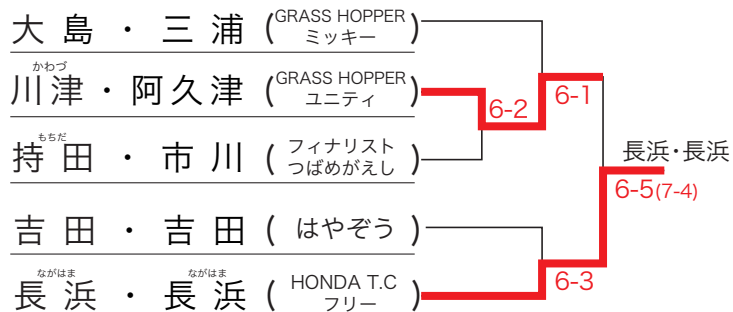 大島・三浦 (GRASS HOPPER ミッキー)
かわづ
川津・阿久津 (GRASS HOPPER ユニティ)
もちだ
持田・市川 (フィナリスト つばめがえし)
吉田・吉田 (はやぞう)
ながはま ながはま
長浜・長浜 (HONDA T.C フリー)
6-2
6-1
6-3
長浜・長浜
6-5(7-4)